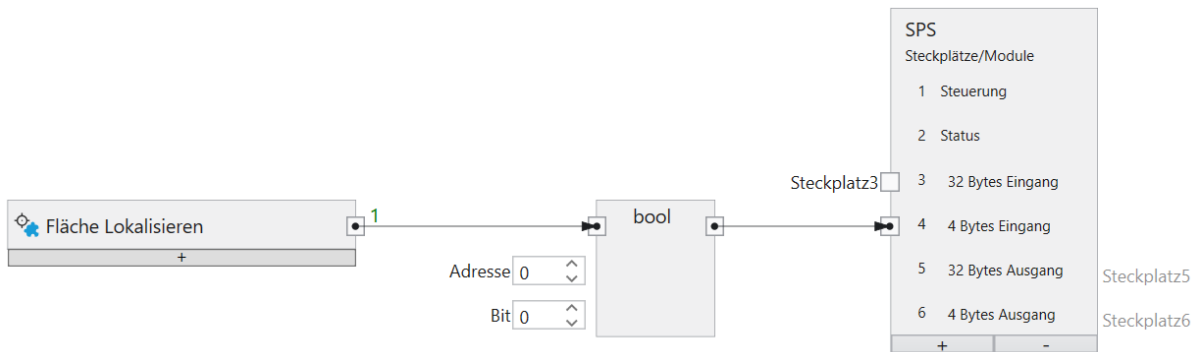 SPS
Steckplätze/Module
1 Steuerung
2 Status
Steckplatz3 3 32 Bytes Eingang
Fläche Lokalisieren 1 bool 4 4 Bytes Eingang
+
Adresse 0 5 32 Bytes Ausgang Steckplatz5
Bit 0 6 4 Bytes Ausgang Steckplatz6
+ -